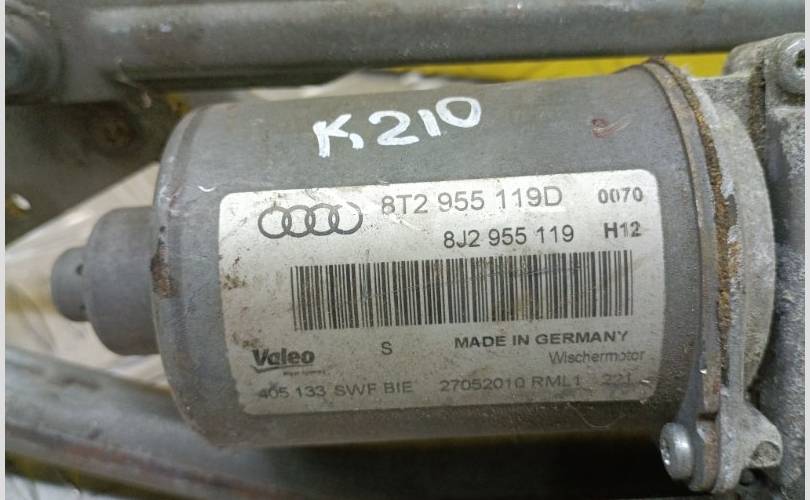 K210
8T2 955 119D 0070
8J2 955 119 H12
Valeo S MADE IN GERMANY
Wischermotor
405 133 SWF BIE 27052010 RML1 221